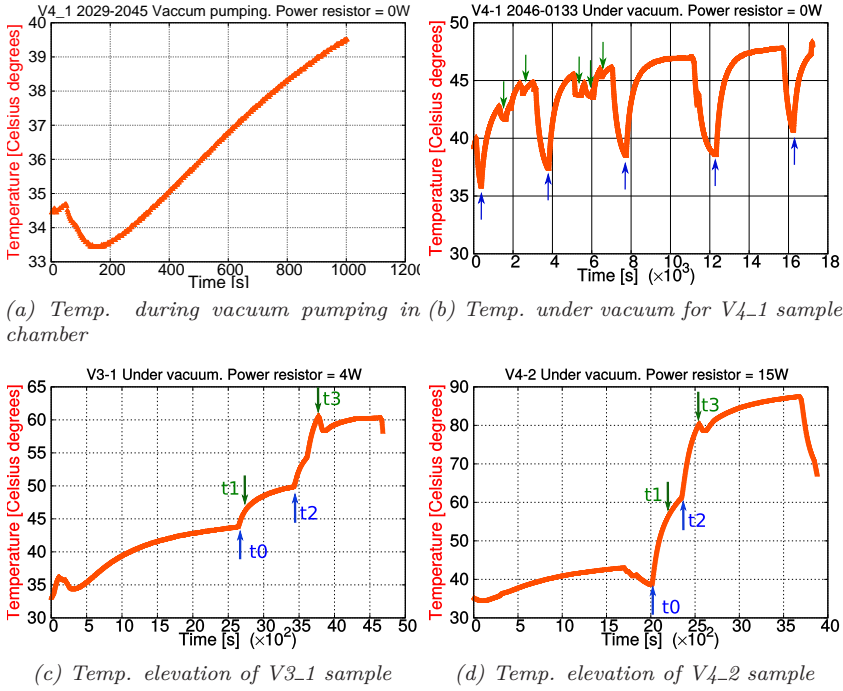 V4_1 2029-2045 Vaccum pumping. Power resistor = 0W
Temperature [Celsius degrees]
40
39
38
37
36
35
34
33
0 200 400 600 800 1000 1200
Time [s]
(a) Temp. during vacuum pumping in chamber
V4-1 2046-0133 Under vacuum. Power resistor = 0W
Temperature [Celsius degrees]
50
45
40
35
30
0 2 4 6 8 10 12 14 16 18
Time [s] (×10³)
(b) Temp. under vacuum for V4_1 sample
V3-1 Under vacuum. Power resistor = 4W
Temperature [Celsius degrees]
65
60
55
50
45
40
35
30
t3
t1
t2
t0
0 5 10 15 20 25 30 35 40 45 50
Time [s] (×10²)
(c) Temp. elevation of V3_1 sample
V4-2 Under vacuum. Power resistor = 15W
Temperature [Celsius degrees]
90
80
70
60
50
40
30
t3
t1
t2
t0
0 5 10 15 20 25 30 35 40
Time [s] (×10²)
(d) Temp. elevation of V4_2 sample